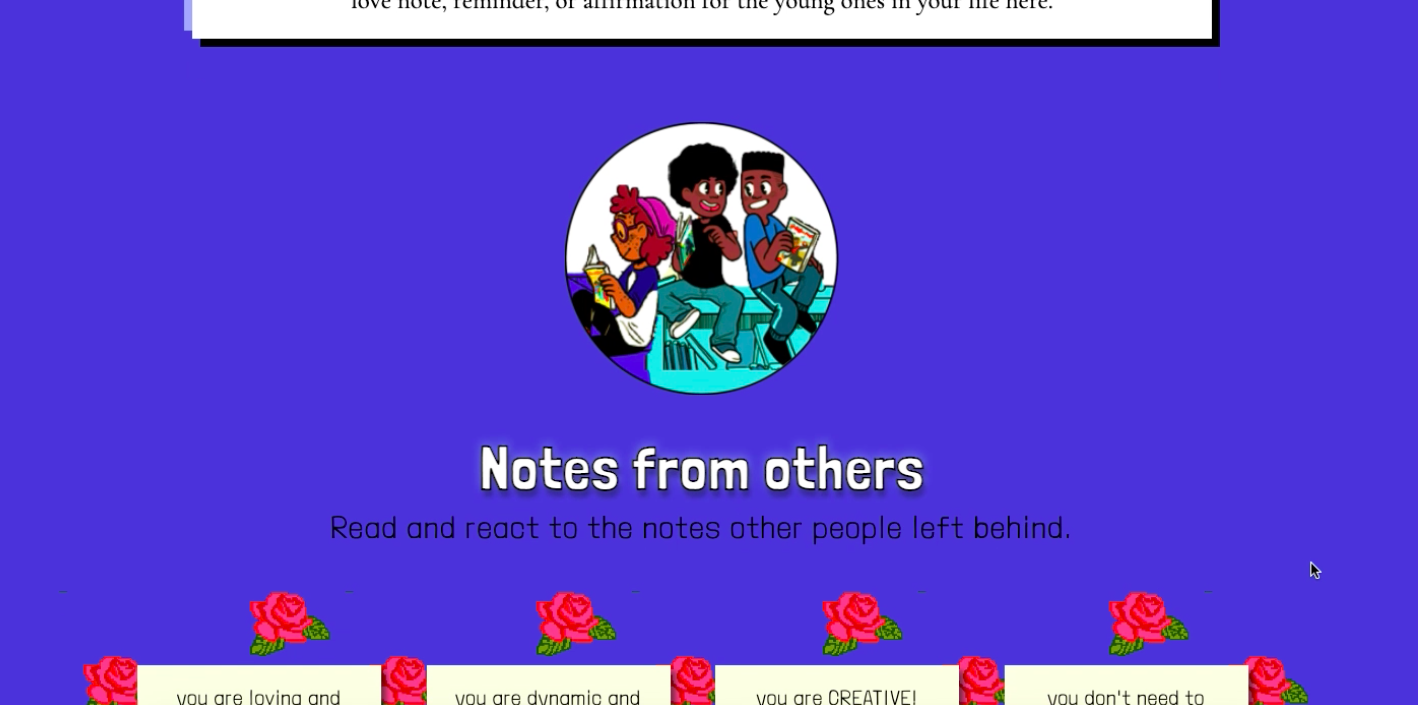 love note, reminder, or affirmation for the young ones in your life here.
Notes from others
Read and react to the notes other people left behind.
you are loving and
you are dynamic and
you are CREATIVE!
you don't need to